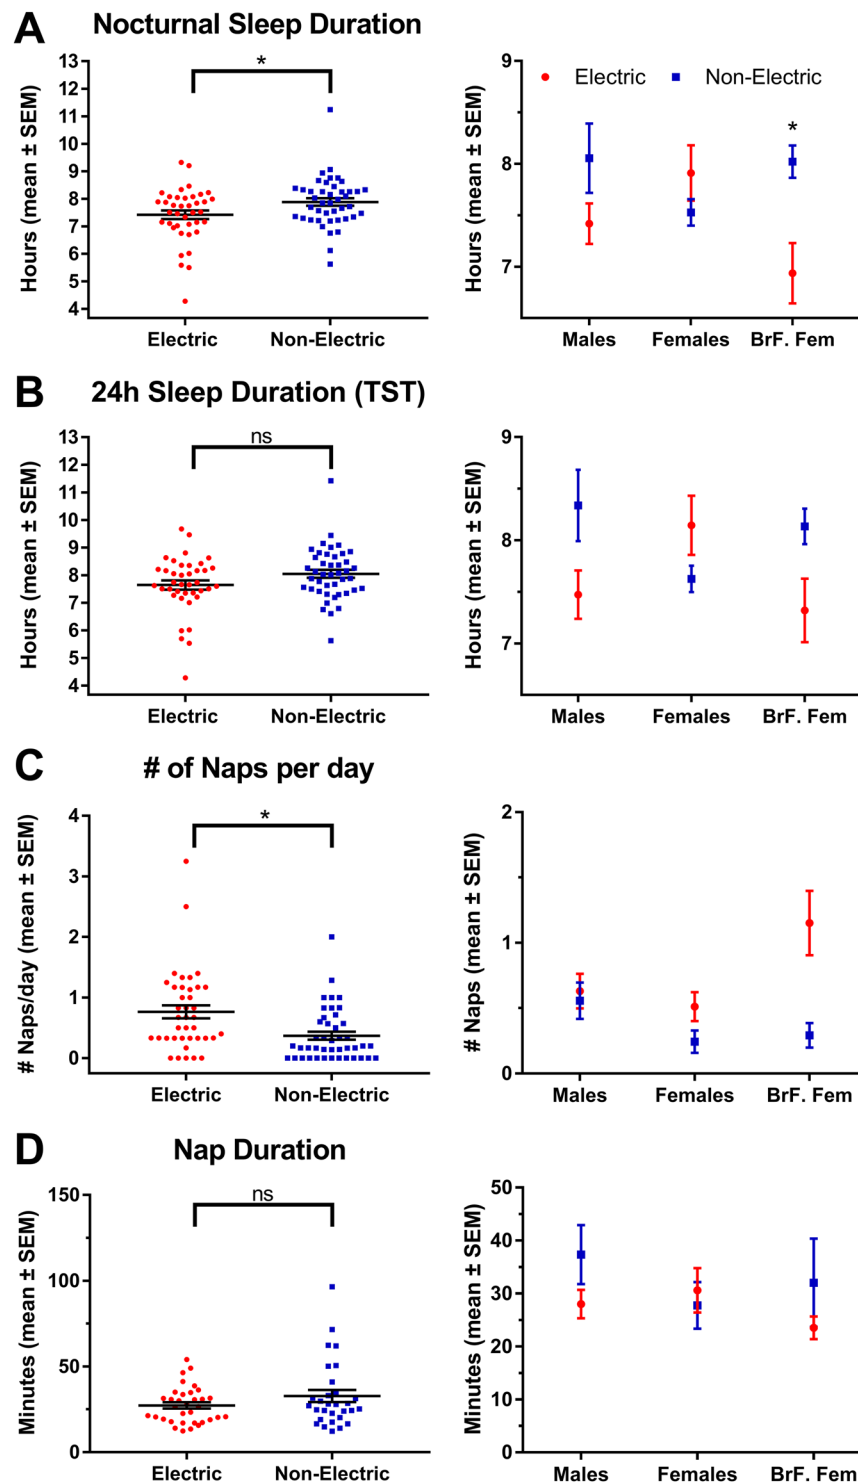 A Nocturnal Sleep Duration
Hours (mean ± SEM)
13
12
11
10
9
8
7
6
5
4
*
Electric
Non-Electric
Hours (mean ± SEM)
9
8
7
Electric
Non-Electric
*
Males
Females
BrF. Fem
B 24h Sleep Duration (TST)
Hours (mean ± SEM)
13
12
11
10
9
8
7
6
5
4
ns
Electric
Non-Electric
Hours (mean ± SEM)
9
8
7
Males
Females
BrF. Fem
C # of Naps per day
# Naps/day (mean ± SEM)
4
3
2
1
0
*
Electric
Non-Electric
# Naps (mean ± SEM)
2
1
0
Males
Females
BrF. Fem
D Nap Duration
Minutes (mean ± SEM)
150
100
50
0
ns
Electric
Non-Electric
Minutes (mean ± SEM)
50
40
30
20
10
0
Males
Females
BrF. Fem